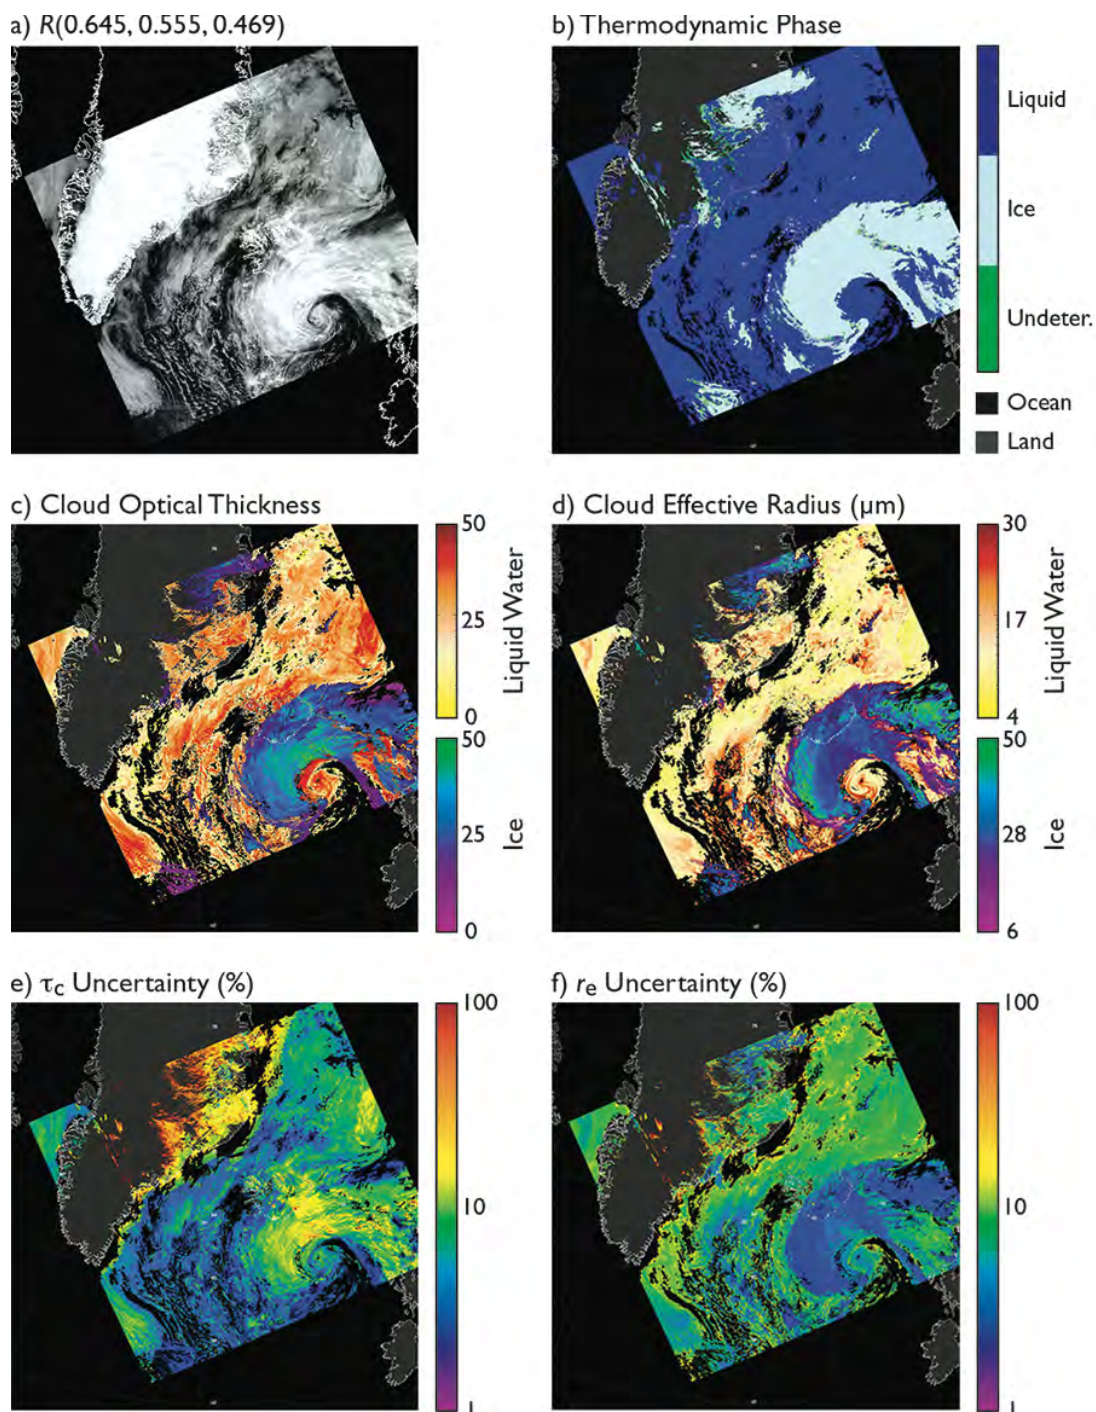 a) R(0.645, 0.555, 0.469)
b) Thermodynamic Phase
Liquid
Ice
Undeter.
Ocean
Land
c) Cloud Optical Thickness
50
25
0
Liquid Water
50
25
0
Ice
d) Cloud Effective Radius (µm)
30
17
4
Liquid Water
50
28
6
Ice
e) τc Uncertainty (%)
100
10
1
f) re Uncertainty (%)
100
10
1